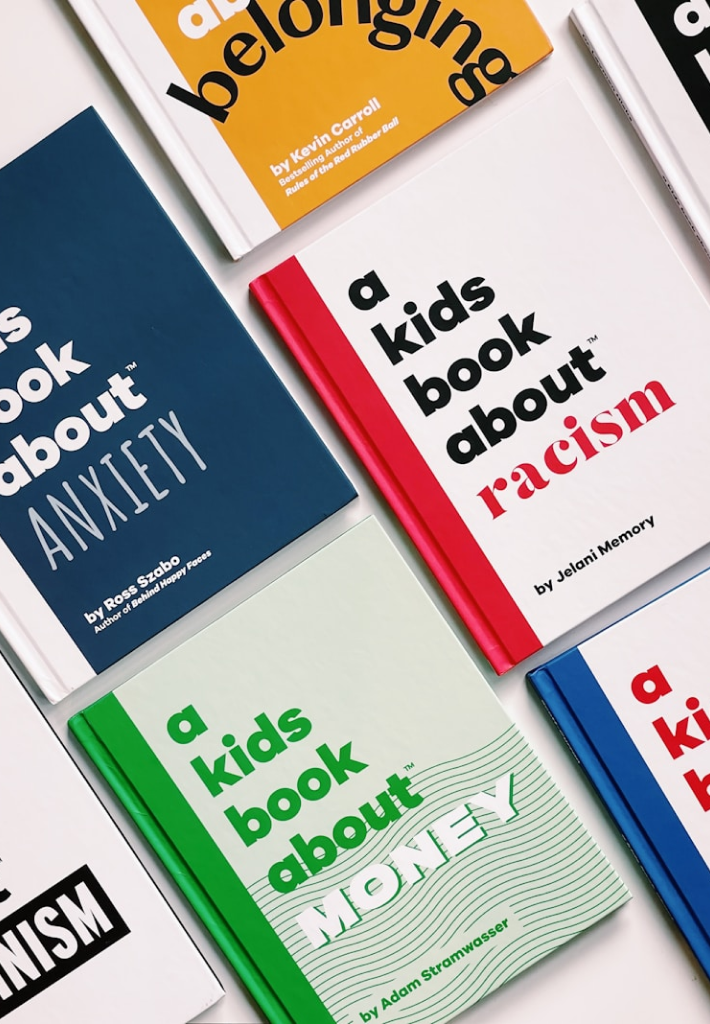 belonging
by Kevin Carroll
Bestselling Author of
Rules of the Red Rubber Ball
a
kids
book
about™
racism
by Jelani Memory
ook
about™
ANXIETY
by Ross Szabo
Author of Behind Happy Faces
a
kids
book
about™
MONEY
by Adam Stramwasser
a
ki
NISM